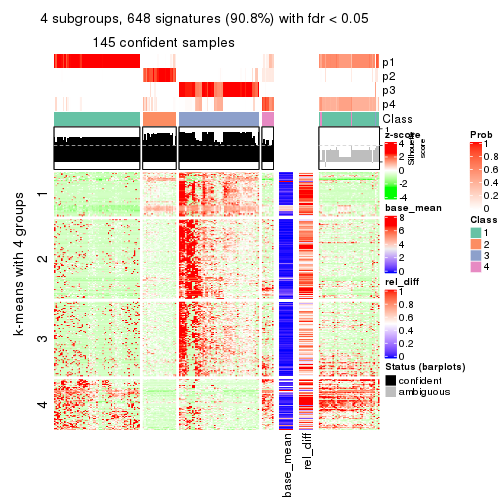 4 subgroups, 648 signatures (90.8%) with fdr < 0.05
145 confident samples
p1
p2
p3
p4
Class
1
Silhouette
score
k-means with 4 groups
1
2
3
4
base_mean
rel_diff
z-score
4
2
0
-2
-4
base_mean
8
6
4
2
0
rel_diff
1
0.8
0.6
0.4
0.2
0
Status (barplots)
confident
ambiguous
Prob
1
0.8
0.6
0.4
0.2
0
Class
1
2
3
4